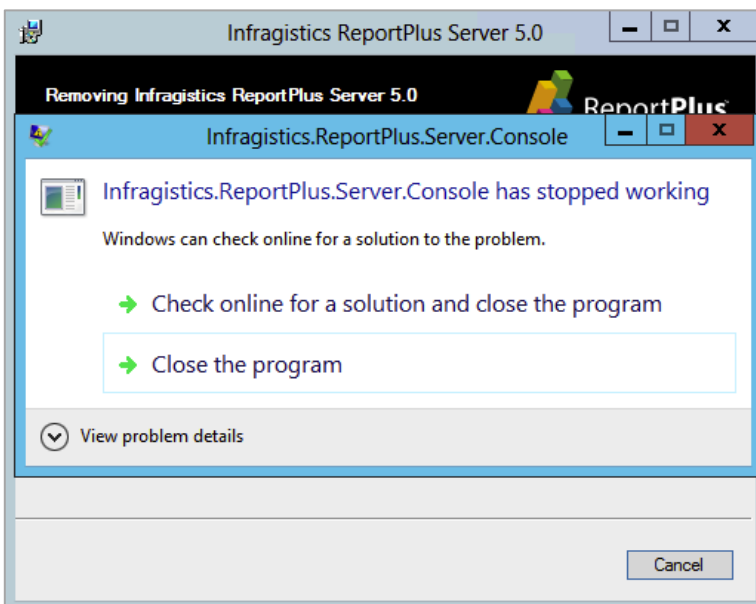 Infragistics ReportPlus Server 5.0
Removing Infragistics ReportPlus Server 5.0
ReportPlus
Infragistics.ReportPlus.Server.Console
Infragistics.ReportPlus.Server.Console has stopped working
Windows can check online for a solution to the problem.
Check online for a solution and close the program
Close the program
View problem details
Cancel